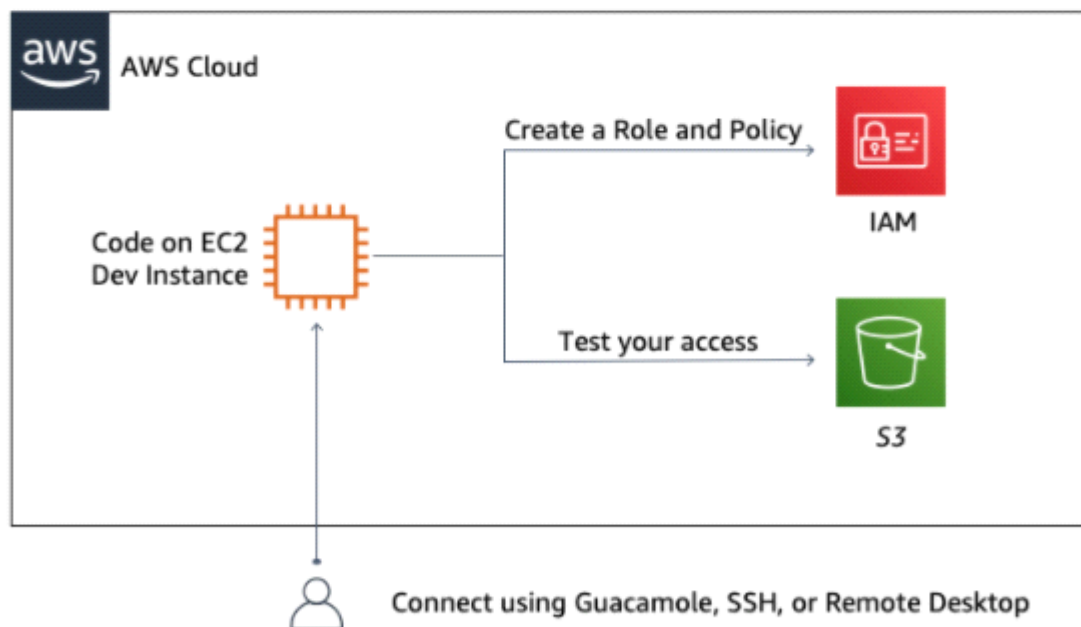 aws
AWS Cloud
Create a Role and Policy
IAM
Code on EC2
Dev Instance
Test your access
S3
Connect using Guacamole, SSH, or Remote Desktop